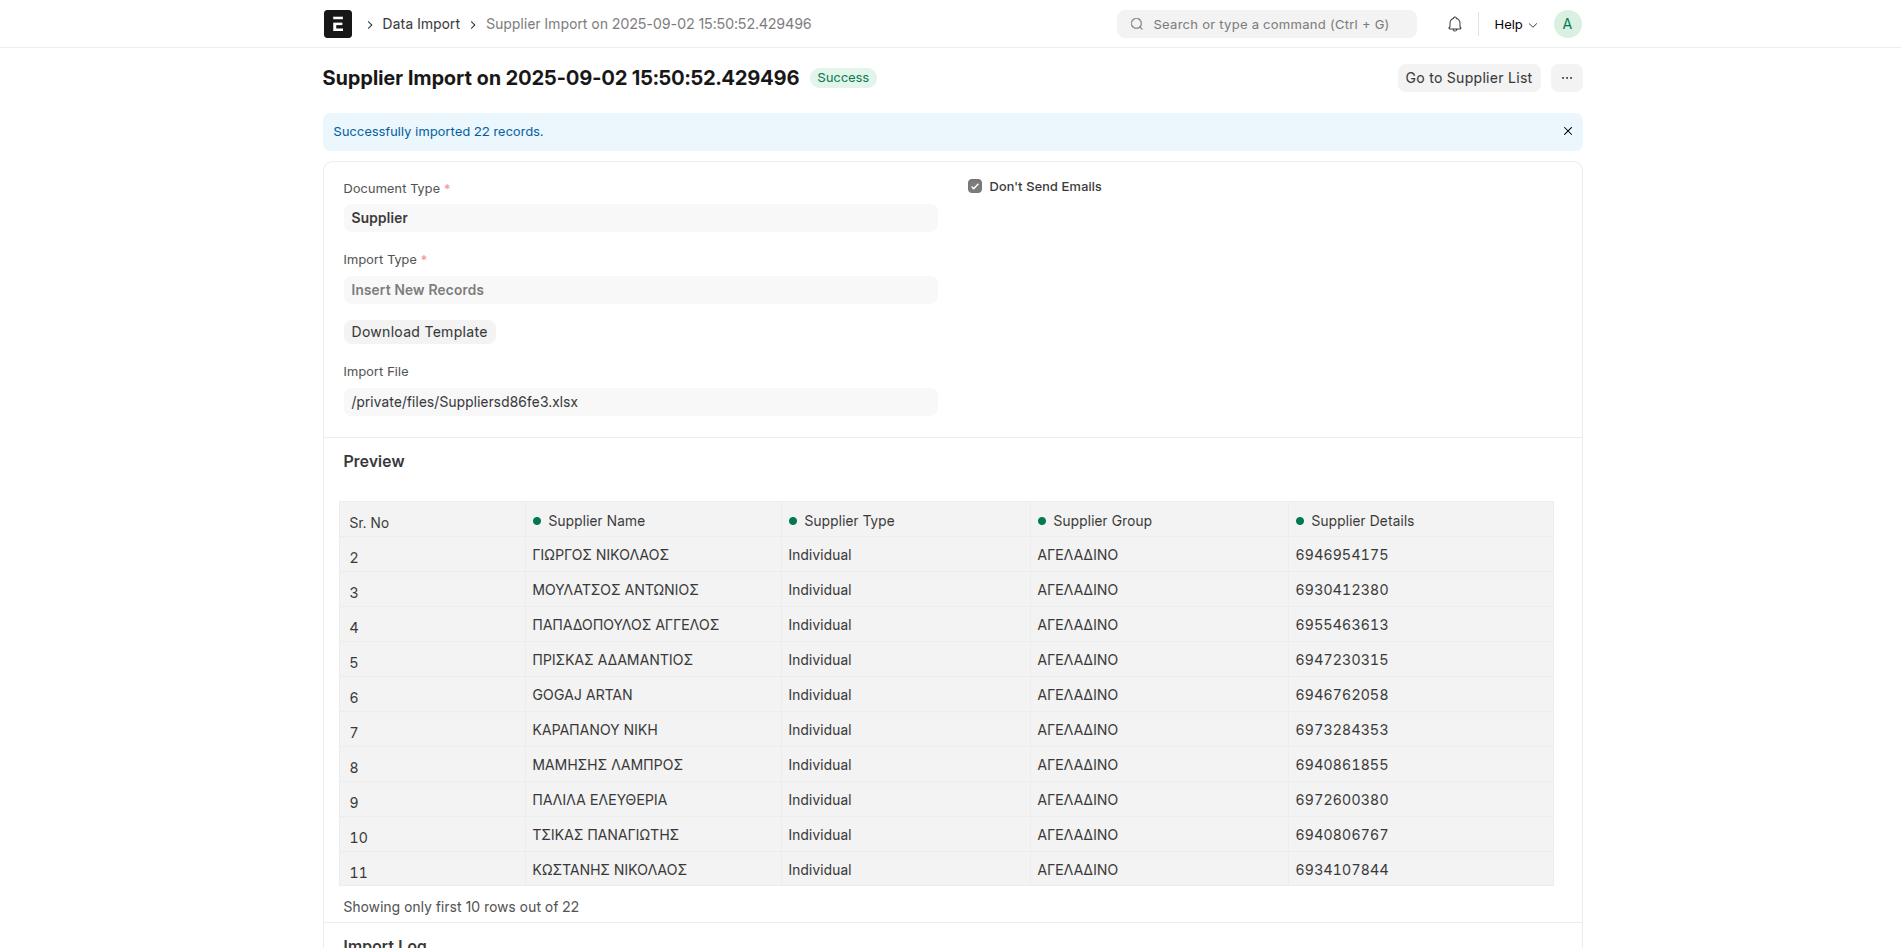 E > Data Import > Supplier Import on 2025-09-02 15:50:52.429496 Search or type a command (Ctrl + G) Help A
Supplier Import on 2025-09-02 15:50:52.429496 Success Go to Supplier List ...
Successfully imported 22 records.
Document Type * Don't Send Emails
Supplier
Import Type *
Insert New Records
Download Template
Import File
/private/files/Suppliersd86fe3.xlsx
Preview
Sr. No Supplier Name Supplier Type Supplier Group Supplier Details
2 ΓΙΩΡΓΟΣ ΝΙΚΟΛΑΟΣ Individual ΑΓΕΛΑΔΙΝΟ 6946954175
3 ΜΟΥΛΑΤΣΟΣ ΑΝΤΩΝΙΟΣ Individual ΑΓΕΛΑΔΙΝΟ 6930412380
4 ΠΑΠΑΔΟΠΟΥΛΟΣ ΑΓΓΕΛΟΣ Individual ΑΓΕΛΑΔΙΝΟ 6955463613
5 ΠΡΙΣΚΑΣ ΑΔΑΜΑΝΤΙΟΣ Individual ΑΓΕΛΑΔΙΝΟ 6947230315
6 GOGAJ ARTAN Individual ΑΓΕΛΑΔΙΝΟ 6946762058
7 ΚΑΡΑΠΑΝΟΥ ΝΙΚΗ Individual ΑΓΕΛΑΔΙΝΟ 6973284353
8 ΜΑΜΗΣΗΣ ΛΑΜΠΡΟΣ Individual ΑΓΕΛΑΔΙΝΟ 6940861855
9 ΠΑΛΙΛΑ ΕΛΕΥΘΕΡΙΑ Individual ΑΓΕΛΑΔΙΝΟ 6972600380
10 ΤΣΙΚΑΣ ΠΑΝΑΓΙΩΤΗΣ Individual ΑΓΕΛΑΔΙΝΟ 6940806767
11 ΚΩΣΤΑΝΗΣ ΝΙΚΟΛΑΟΣ Individual ΑΓΕΛΑΔΙΝΟ 6934107844
Showing only first 10 rows out of 22
Import Log